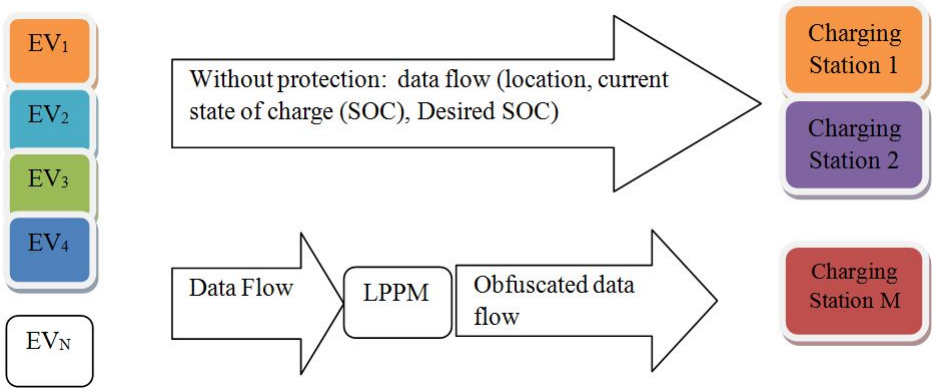 EV1
EV2
EV3
EV4
EVN
Without protection: data flow (location, current
state of charge (SOC), Desired SOC)
Data Flow
LPPM
Obfuscated data
flow
Charging
Station 1
Charging
Station 2
Charging
Station M